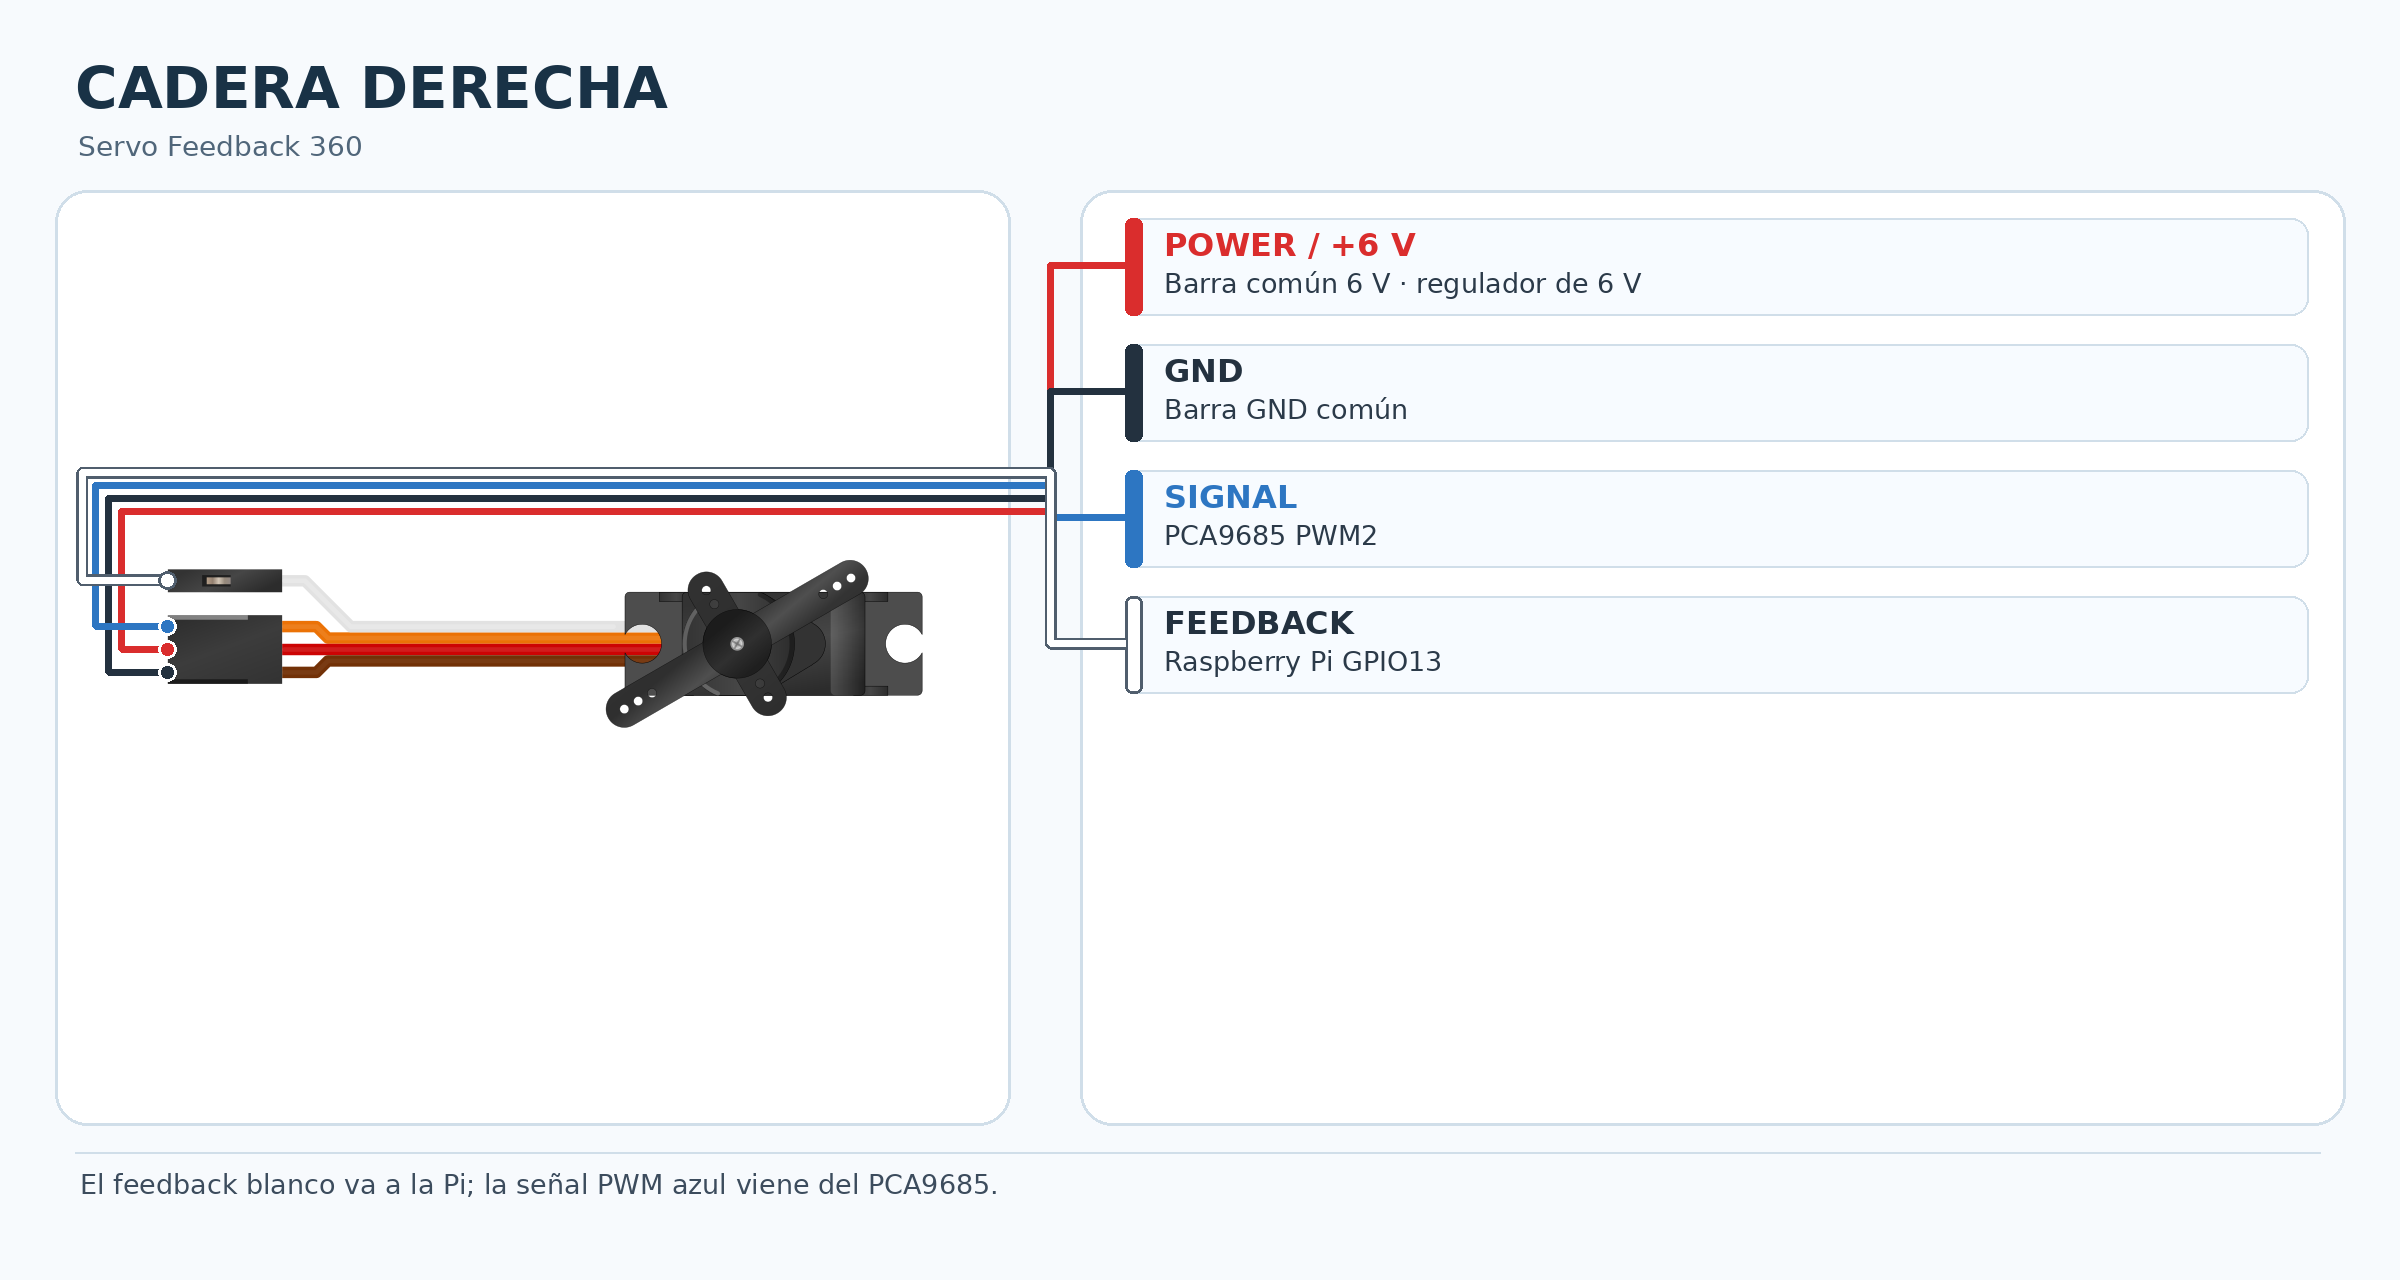 CADERA DERECHA
Servo Feedback 360
POWER / +6 V
Barra común 6 V · regulador de 6 V
GND
Barra GND común
SIGNAL
PCA9685 PWM2
FEEDBACK
Raspberry Pi GPIO13
El feedback blanco va a la Pi; la señal PWM azul viene del PCA9685.